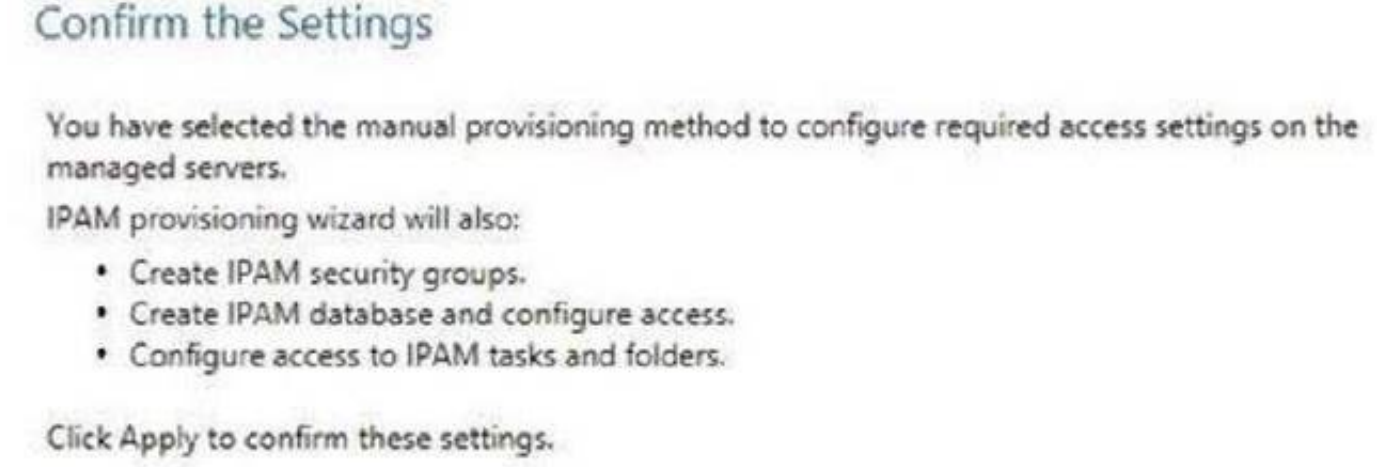 Confirm the Settings
You have selected the manual provisioning method to configure required access settings on the
managed servers.
IPAM provisioning wizard will also:
• Create IPAM security groups.
• Create IPAM database and configure access.
• Configure access to IPAM tasks and folders.
Click Apply to confirm these settings.